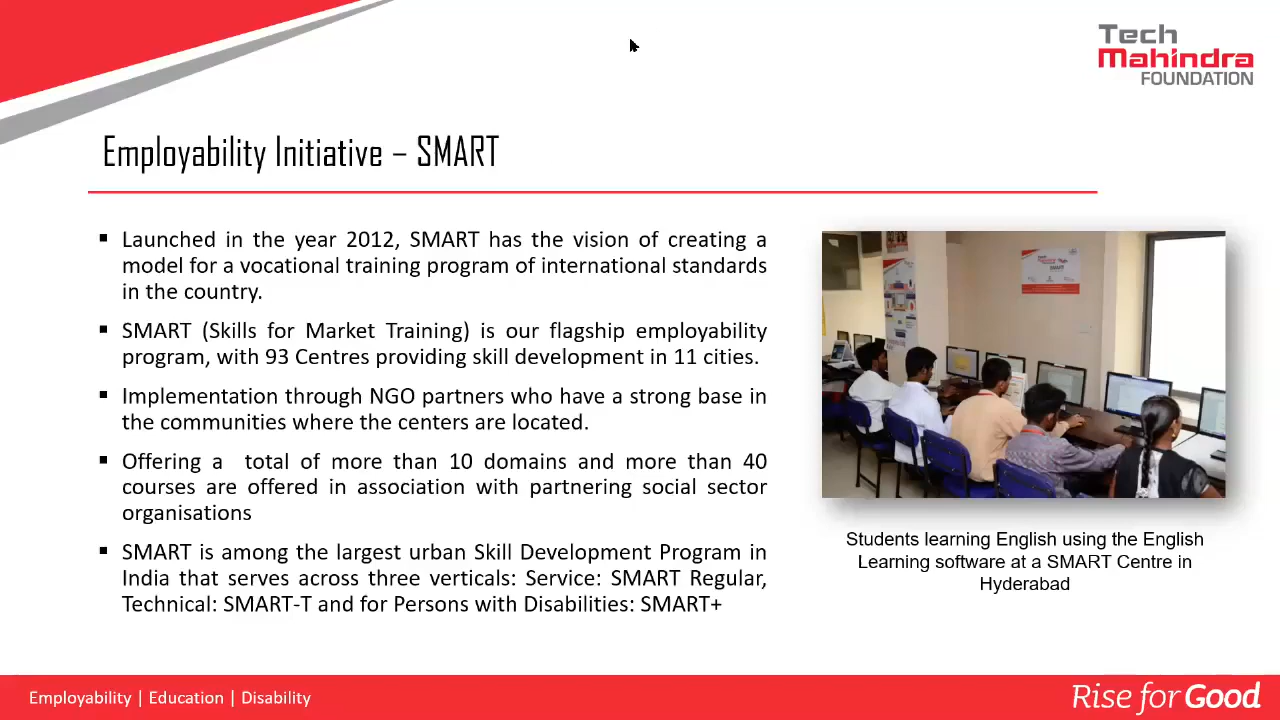 Tech
Mahindra
FOUNDATION
Employability Initiative – SMART
▪ Launched in the year 2012, SMART has the vision of creating a
model for a vocational training program of international standards
in the country.
▪ SMART (Skills for Market Training) is our flagship employability
program, with 93 Centres providing skill development in 11 cities.
▪ Implementation through NGO partners who have a strong base in
the communities where the centers are located.
▪ Offering a total of more than 10 domains and more than 40
courses are offered in association with partnering social sector
organisations
▪ SMART is among the largest urban Skill Development Program in
India that serves across three verticals: Service: SMART Regular,
Technical: SMART-T and for Persons with Disabilities: SMART+
SMART
Students learning English using the English
Learning software at a SMART Centre in
Hyderabad
Employability | Education | Disability
Rise for Good